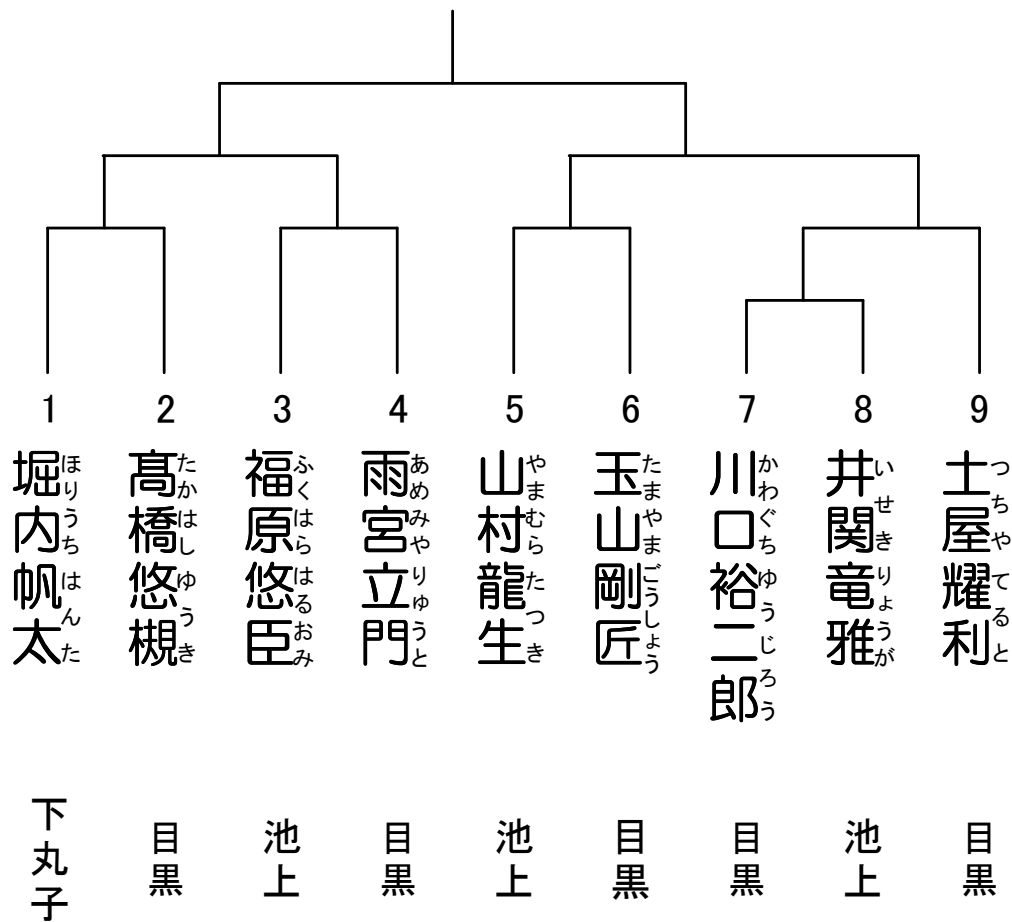 1
堀内帆太
ほりうちはんた
下丸子
2
髙橋悠槻
たかはしゆうき
目黒
3
福原悠臣
ふくはらはるおみ
池上
4
雨宮立門
あめみやりゅうと
目黒
5
山村龍生
やまむらたつき
池上
6
玉山剛匠
たまやまごうしょう
目黒
7
川口裕二郎
かわぐちゆうじろう
目黒
8
井関竜雅
いせきりょうが
池上
9
土屋耀利
つちやてると
目黒